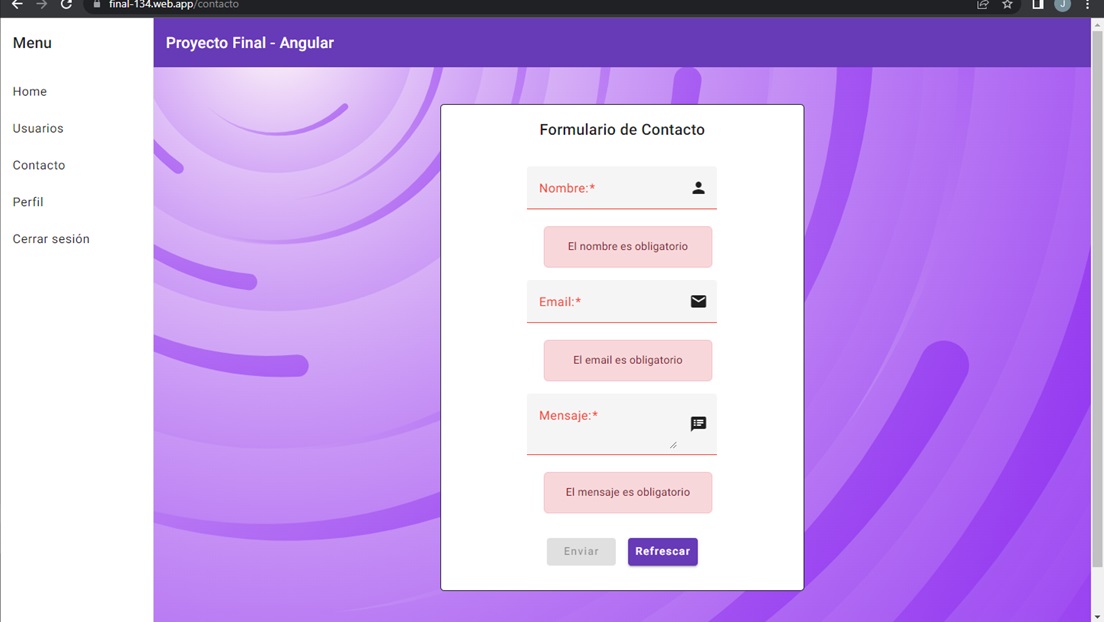 final-134.web.app/contacto
J
Menu
Proyecto Final - Angular
Home
Usuarios
Contacto
Perfil
Cerrar sesión
Formulario de Contacto
Nombre:*
El nombre es obligatorio
Email:*
El email es obligatorio
Mensaje:*
El mensaje es obligatorio
Enviar
Refrescar